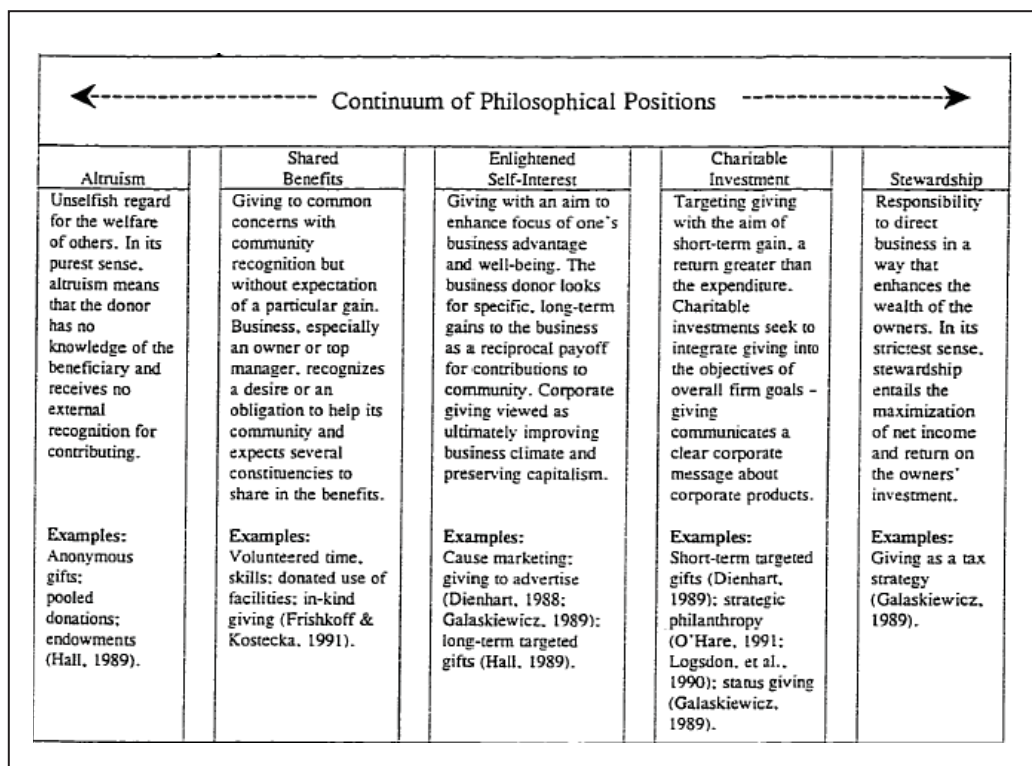 Continuum of Philosophical Positions
Altruism
Unselfish regard
for the welfare
of others. In its
purest sense,
altruism means
that the donor
has no
knowledge of the
beneficiary and
receives no
external
recognition for
contributing.
Examples:
Anonymous
gifts;
pooled
donations;
endowments
(Hall, 1989).
Shared
Benefits
Giving to common
concerns with
community
recognition but
without expectation
of a particular gain.
Business, especially
an owner or top
manager, recognizes
a desire or an
obligation to help its
community and
expects several
constituencies to
share in the benefits.
Examples:
Volunteered time,
skills; donated use of
facilities; in-kind
giving (Frishkoff &
Kostecka, 1991).
Enlightened
Self-Interest
Giving with an aim to
enhance focus of one's
business advantage
and well-being. The
business donor looks
for specific, long-term
gains to the business
as a reciprocal payoff
for contributions to
community. Corporate
giving viewed as
ultimately improving
business climate and
preserving capitalism.
Examples:
Cause marketing;
giving to advertise
(Dienhart, 1988;
Galaskiewicz, 1989);
long-term targeted
gifts (Hall, 1989).
Charitable
Investment
Targeting giving
with the aim of
short-term gain, a
return greater than
the expenditure.
Charitable
investments seek to
integrate giving into
the objectives of
overall firm goals –
giving
communicates a
clear corporate
message about
corporate products.
Examples:
Short-term targeted
gifts (Dienhart,
1989); strategic
philanthropy
(O'Hare, 1991;
Logsdon, et al.,
1990); status giving
(Galaskiewicz,
1989).
Stewardship
Responsibility
to direct
business in a
way that
enhances the
wealth of the
owners. In its
strictest sense,
stewardship
entails the
maximization
of net income
and return on
the owners'
investment.
Examples:
Giving as a tax
strategy
(Galaskiewicz,
1989).